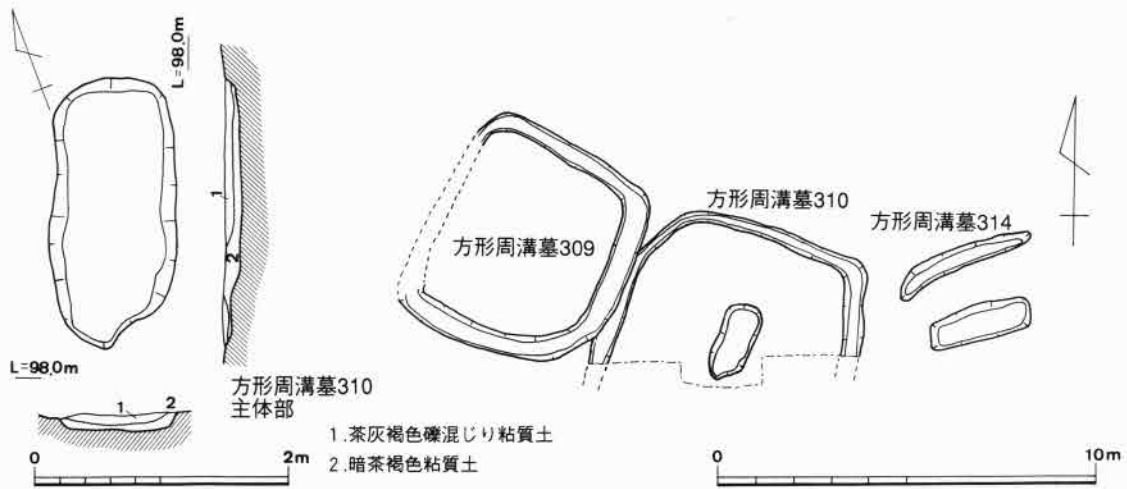 L=98.0m
1
2
L=98.0m
1 2
方形周溝墓310
主体部
1.茶灰褐色礫混じり粘質土
2.暗茶褐色粘質土
0 2m
方形周溝墓309
方形周溝墓310
方形周溝墓314
0 10m